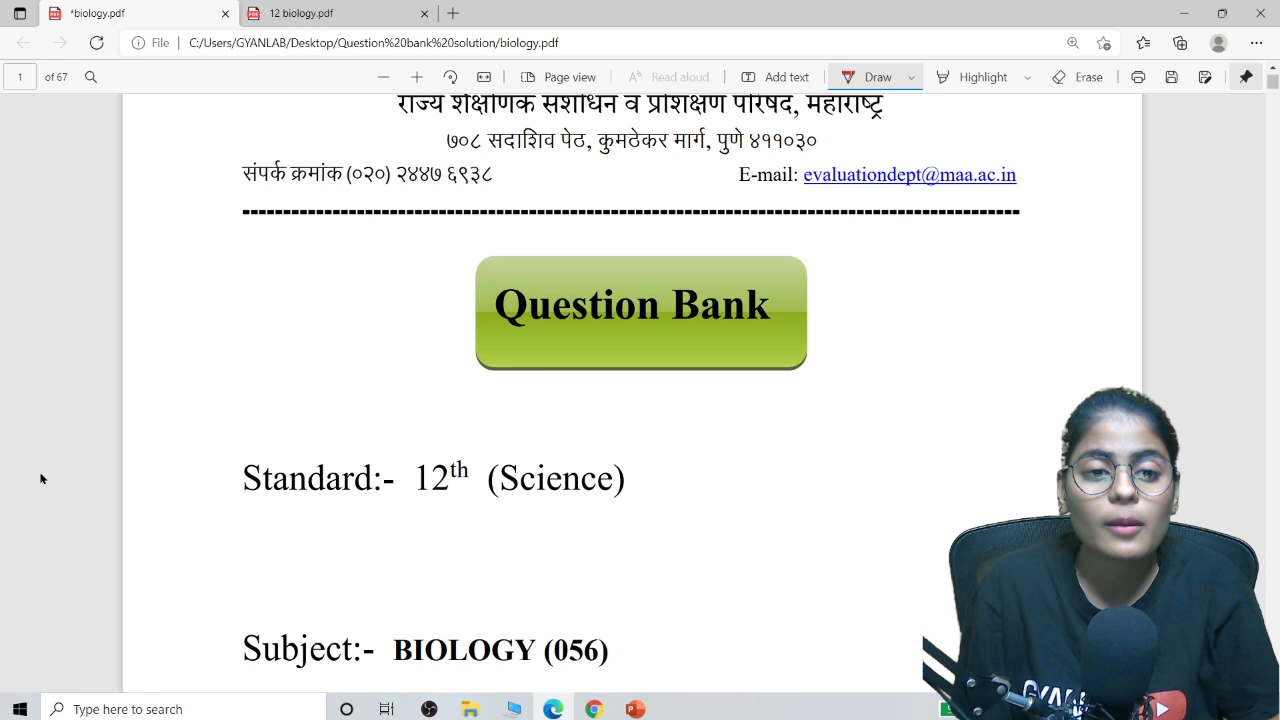 *biology.pdf
12 biology.pdf
File
C:/Users/GYANLAB/Desktop/Question%20bank%20solution/biology.pdf
1 of 67
Page view
Read aloud
Add text
Draw
Highlight
Erase
राज्य शैक्षणिक संशोधन व प्रशिक्षण परिषद, महाराष्ट्र
७०८ सदाशिव पेठ, कुमठेकर मार्ग, पुणे ४११०३०
संपर्क क्रमांक (०२०) २४४७ ६९३८ E-mail: evaluationdept@maa.ac.in
Question Bank
Standard:- 12th (Science)
Subject:- BIOLOGY (056)
Type here to search